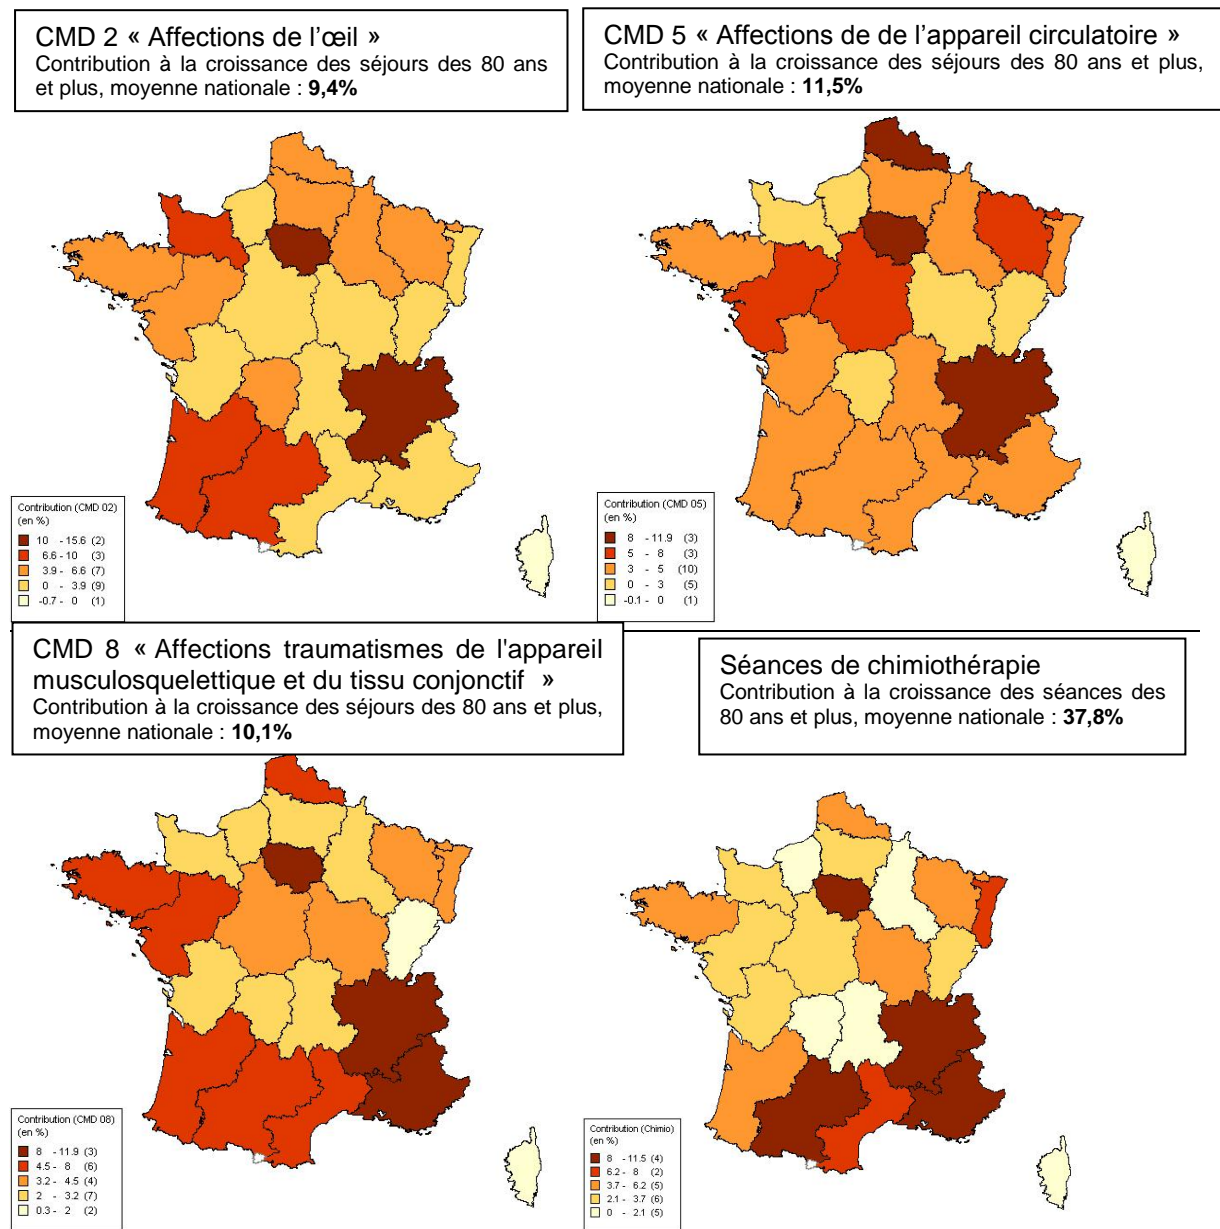 CMD 2 « Affections de l'œil »
Contribution à la croissance des séjours des 80 ans
et plus, moyenne nationale : 9,4%
CMD 5 « Affections de de l'appareil circulatoire »
Contribution à la croissance des séjours des 80 ans et plus,
moyenne nationale : 11,5%
Contribution (CMD 02)
(en %)
10 - 15.6 (2)
6.6 - 10 (3)
3.9 - 6.6 (7)
0 - 3.9 (9)
-0.7 - 0 (1)
Contribution (CMD 05)
(en %)
8 - 11.9 (3)
5 - 8 (3)
3 - 5 (10)
0 - 3 (5)
-0.1 - 0 (1)
CMD 8 « Affections traumatismes de l'appareil
musculosquelettique et du tissu conjonctif »
Contribution à la croissance des séjours des 80 ans et plus,
moyenne nationale : 10,1%
Séances de chimiothérapie
Contribution à la croissance des séances des
80 ans et plus, moyenne nationale : 37,8%
Contribution (CMD 08)
(en %)
8 - 11.9 (3)
4.5 - 8 (6)
3.2 - 4.5 (4)
2 - 3.2 (7)
0.3 - 2 (2)
Contribution (Chimio)
(en %)
8 - 11.5 (4)
6.2 - 8 (2)
3.7 - 6.2 (5)
2.1 - 3.7 (6)
0 - 2.1 (5)